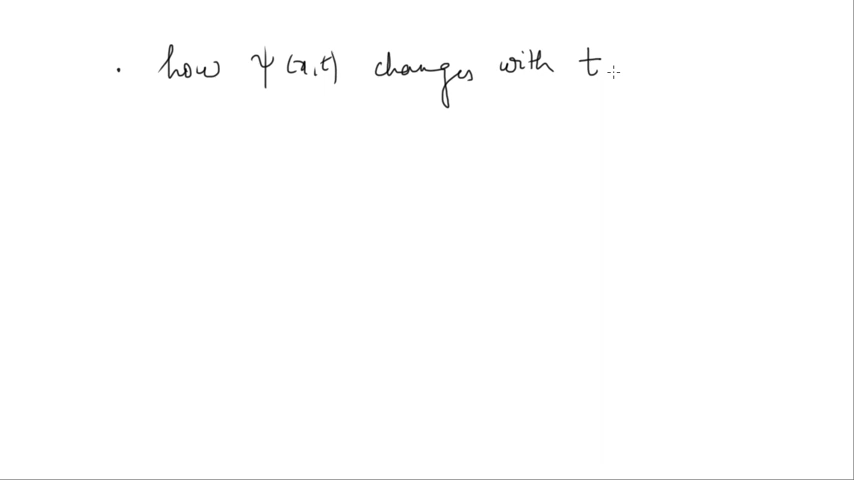 . how ψ (x,t) changes with t